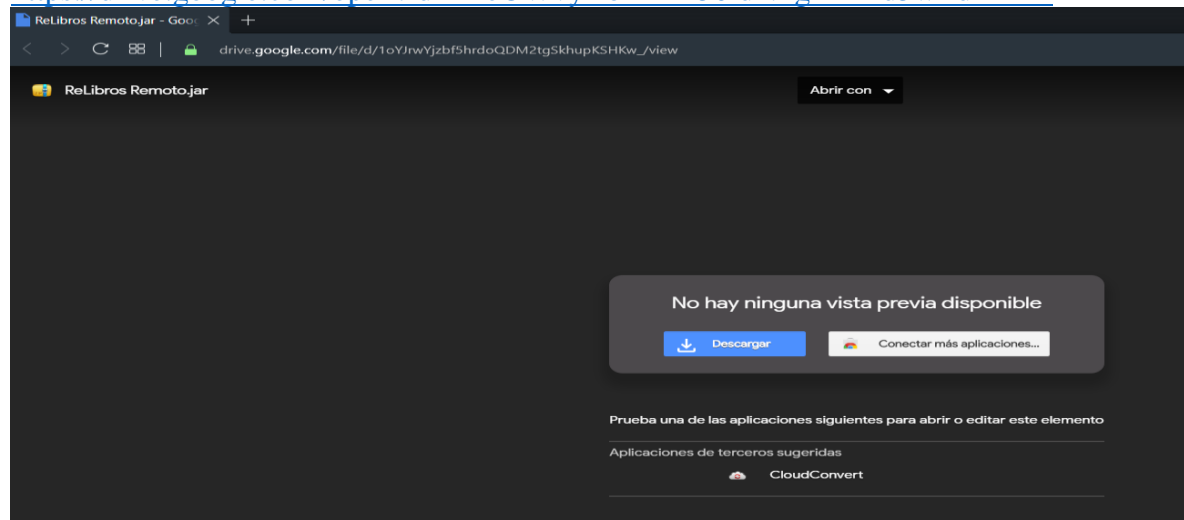 ReLibros Remoto.jar - Goo
drive.google.com/file/d/1oYJrwYjzbf5hrdoQDM2tgSkhupKSHKw_/view
ReLibros Remoto.jar
Abrir con
No hay ninguna vista previa disponible
Descargar
Conectar más aplicaciones...
Prueba una de las aplicaciones siguientes para abrir o editar este elemento
Aplicaciones de terceros sugeridas
CloudConvert